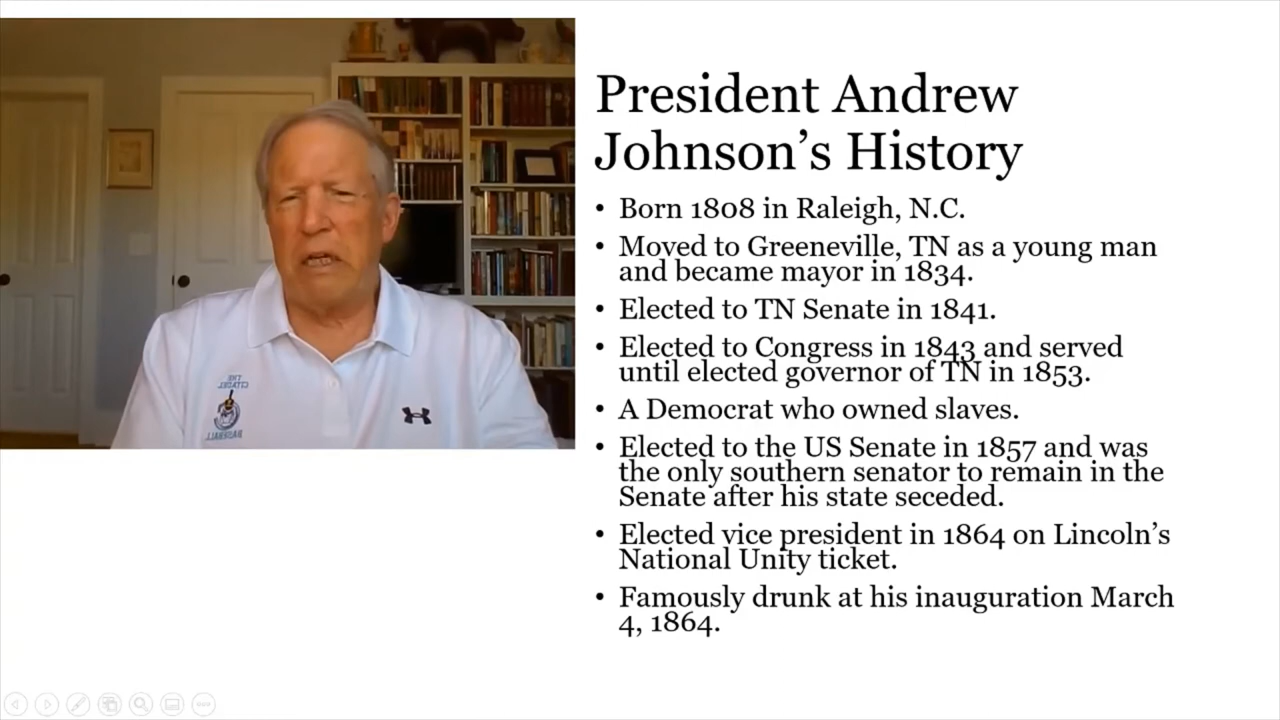 President Andrew
Johnson’s History
• Born 1808 in Raleigh, N.C.
• Moved to Greeneville, TN as a young man
and became mayor in 1834.
• Elected to TN Senate in 1841.
• Elected to Congress in 1843 and served
until elected governor of TN in 1853.
• A Democrat who owned slaves.
• Elected to the US Senate in 1857 and was
the only southern senator to remain in the
Senate after his state seceded.
• Elected vice president in 1864 on Lincoln’s
National Unity ticket.
• Famously drunk at his inauguration March
4, 1864.
THE
CITADEL
BASEBALL